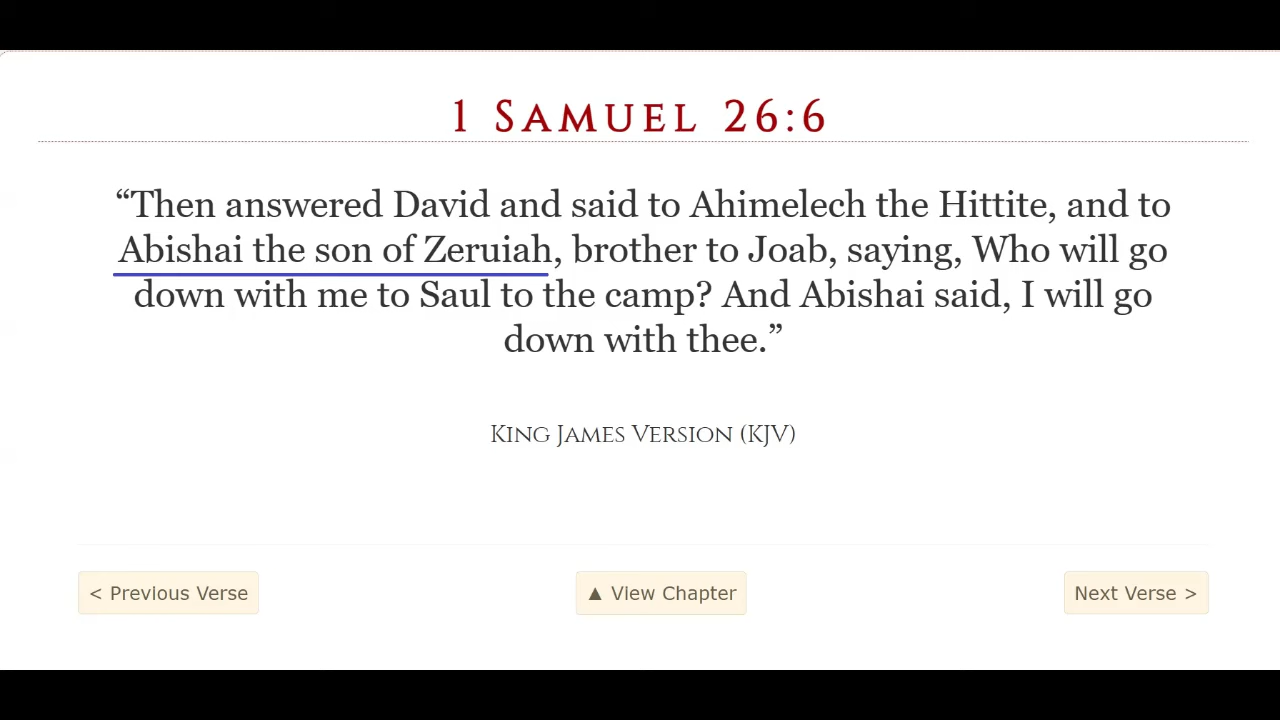 1 Samuel 26:6
“Then answered David and said to Ahimelech the Hittite, and to
Abishai the son of Zeruiah, brother to Joab, saying, Who will go
down with me to Saul to the camp? And Abishai said, I will go
down with thee.”
King James Version (KJV)
< Previous Verse
▲ View Chapter
Next Verse >